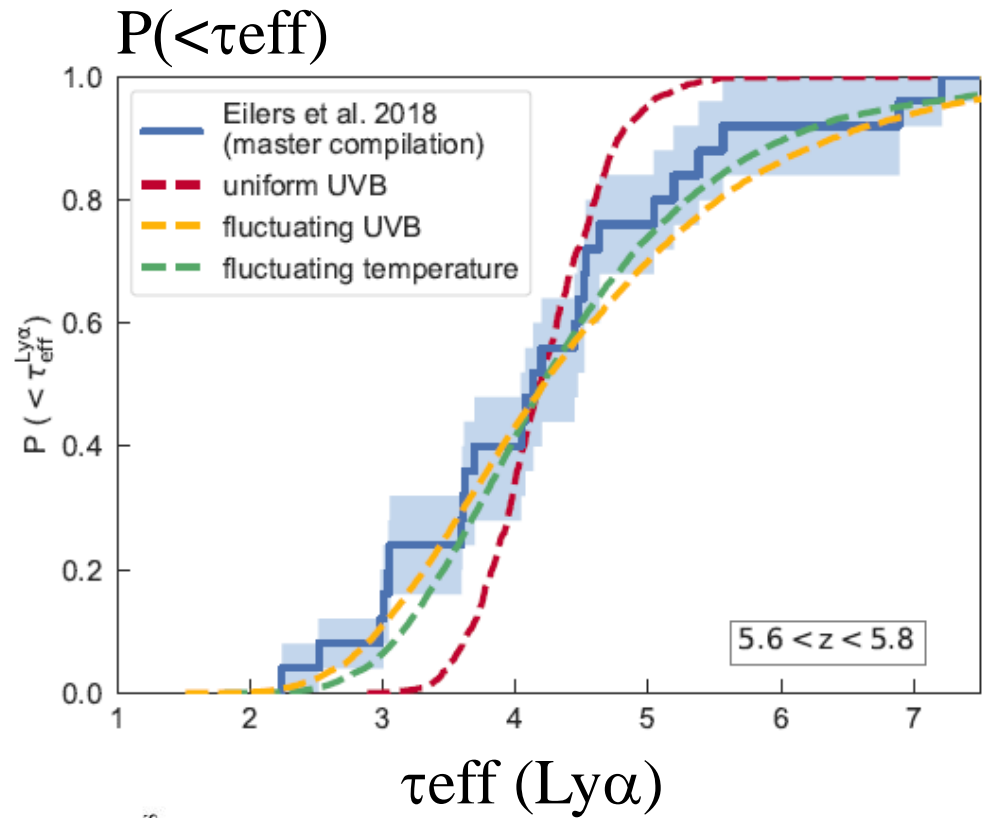 P(<τeff)
1.0
0.8
0.6
0.4
0.2
0.0
P ( < τ_eff^Lyα )
Eilers et al. 2018
(master compilation)
uniform UVB
fluctuating UVB
fluctuating temperature
5.6 < z < 5.8
1 2 3 4 5 6 7
τeff (Lyα)